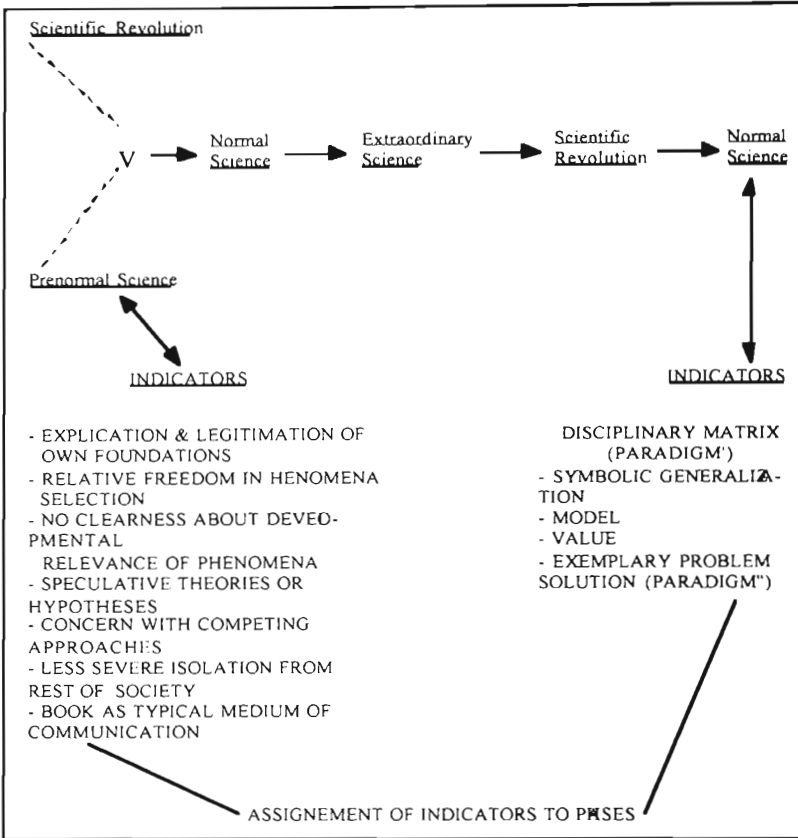 Scientific Revolution
V
Normal
Science
Extraordinary
Science
Scientific
Revolution
Normal
Science
Prenormal Science
INDICATORS
- EXPLICATION & LEGITIMATION OF
OWN FOUNDATIONS
- RELATIVE FREEDOM IN HENOMENA
SELECTION
- NO CLEARNESS ABOUT DEVEO-
PMENTAL
RELEVANCE OF PHENOMENA
- SPECULATIVE THEORIES OR
HYPOTHESES
- CONCERN WITH COMPETING
APPROACHES
- LESS SEVERE ISOLATION FROM
REST OF SOCIETY
- BOOK AS TYPICAL MEDIUM OF
COMMUNICATION
INDICATORS
DISCIPLINARY MATRIX
(PARADIGM')
- SYMBOLIC GENERALIZA-
TION
- MODEL
- VALUE
- EXEMPLARY PROBLEM
SOLUTION (PARADIGM")
ASSIGNEMENT OF INDICATORS TO PHASES